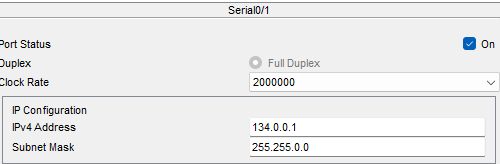 Serial0/1
Port Status On
Duplex Full Duplex
Clock Rate 2000000
IP Configuration
IPv4 Address 134.0.0.1
Subnet Mask 255.255.0.0